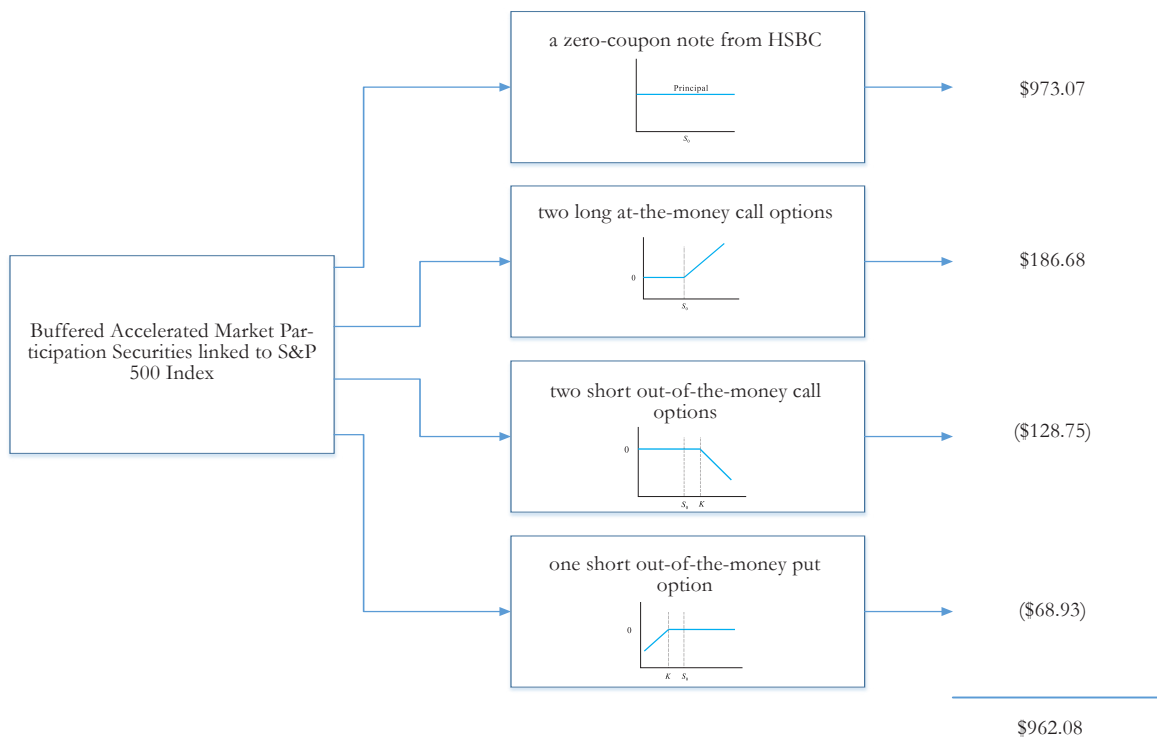 a zero-coupon note from HSBC
Principal
S₀
$973.07
two long at-the-money call options
0
S₀
$186.68
Buffered Accelerated Market Par-
ticipation Securities linked to S&P
500 Index
two short out-of-the-money call
options
0
S₀ K
($128.75)
one short out-of-the-money put
option
0
K S₀
($68.93)
$962.08